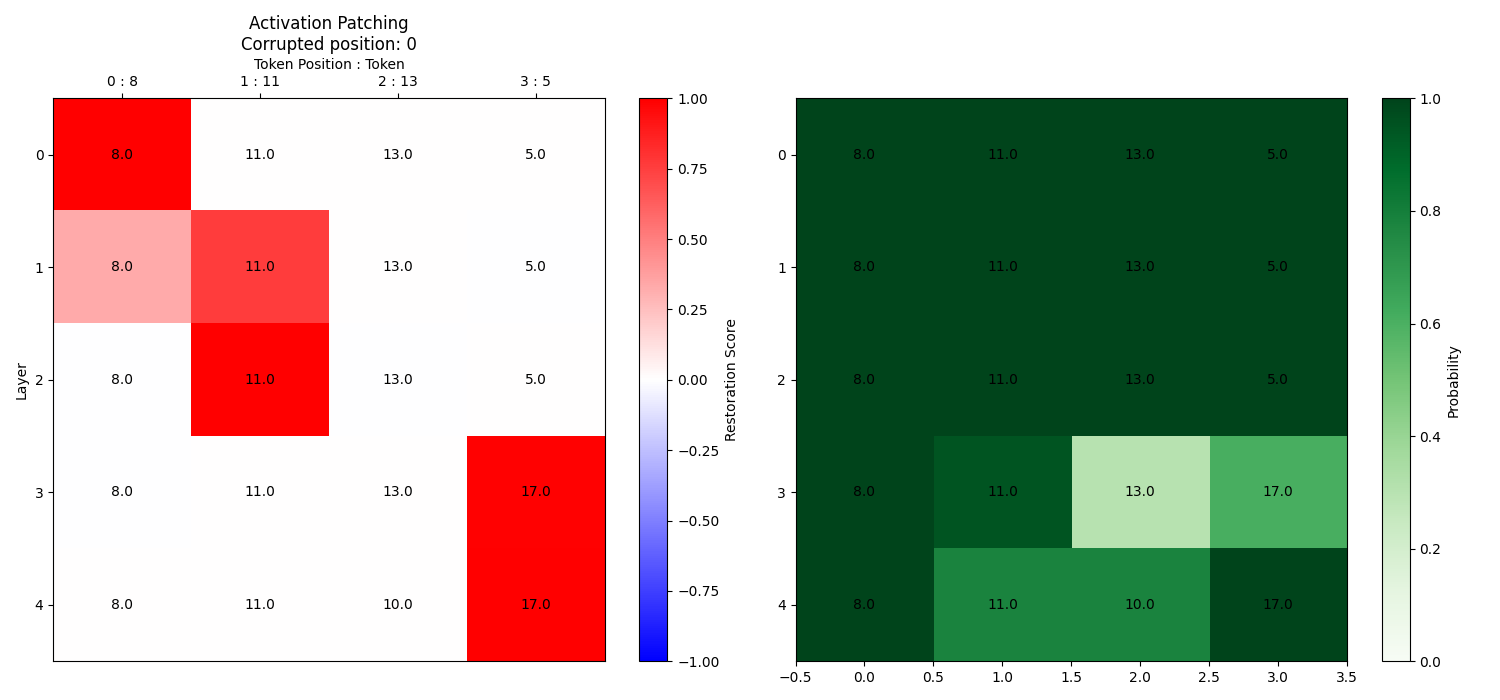 Activation Patching
Corrupted position: 0
Token Position : Token
0 : 8 1 : 11 2 : 13 3 : 5
Layer
0 8.0 11.0 13.0 5.0
1 8.0 11.0 13.0 5.0
2 8.0 11.0 13.0 5.0
3 8.0 11.0 13.0 17.0
4 8.0 11.0 10.0 17.0
1.00
0.75
0.50
0.25
0.00
−0.25
−0.50
−0.75
−1.00
Restoration Score
0 8.0 11.0 13.0 5.0
1 8.0 11.0 13.0 5.0
2 8.0 11.0 13.0 5.0
3 8.0 11.0 13.0 17.0
4 8.0 11.0 10.0 17.0
−0.5 0.0 0.5 1.0 1.5 2.0 2.5 3.0 3.5
1.0
0.8
0.6
0.4
0.2
0.0
Probability